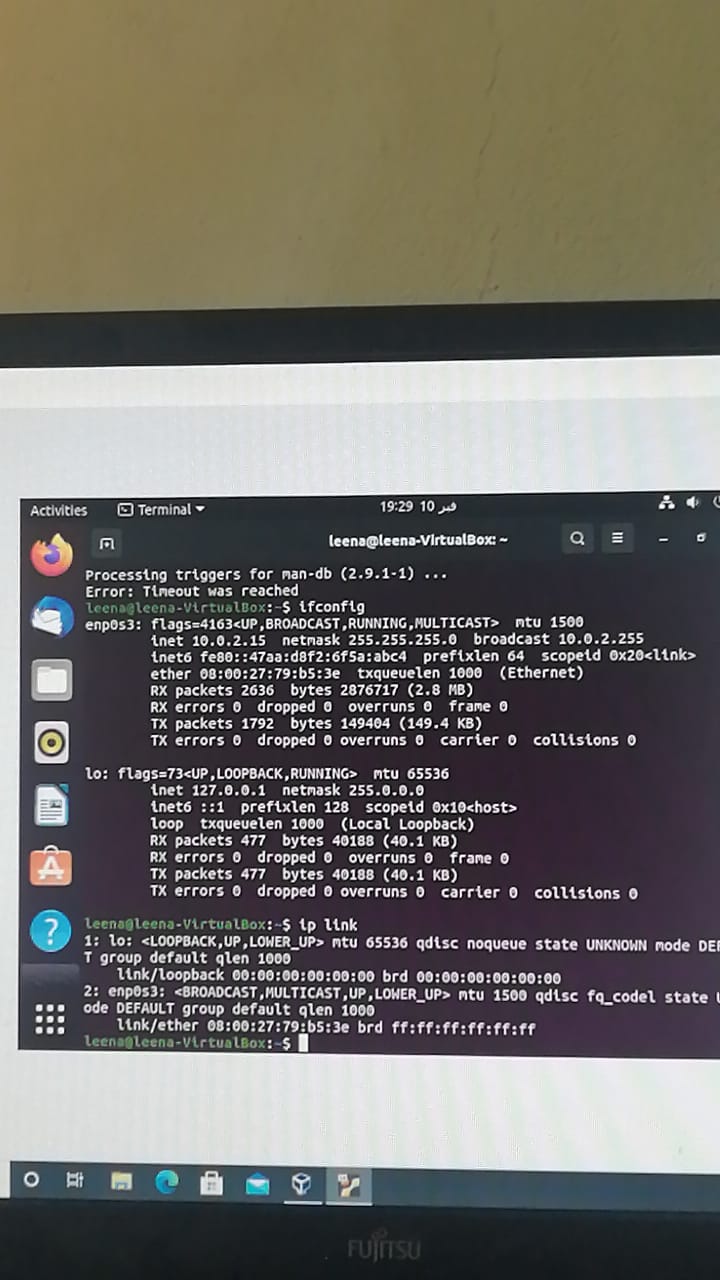 Activities Terminal 19:29 10 فبر
leena@leena-VirtualBox: ~
Processing triggers for man-db (2.9.1-1) ...
Error: Timeout was reached
leena@leena-VirtualBox:~$ ifconfig
enp0s3: flags=4163<UP,BROADCAST,RUNNING,MULTICAST> mtu 1500
inet 10.0.2.15 netmask 255.255.255.0 broadcast 10.0.2.255
inet6 fe80::47aa:d8f2:6f5a:abc4 prefixlen 64 scopeid 0x20<link>
ether 08:00:27:79:b5:3e txqueuelen 1000 (Ethernet)
RX packets 2636 bytes 2876717 (2.8 MB)
RX errors 0 dropped 0 overruns 0 frame 0
TX packets 1792 bytes 149404 (149.4 KB)
TX errors 0 dropped 0 overruns 0 carrier 0 collisions 0
lo: flags=73<UP,LOOPBACK,RUNNING> mtu 65536
inet 127.0.0.1 netmask 255.0.0.0
inet6 ::1 prefixlen 128 scopeid 0x10<host>
loop txqueuelen 1000 (Local Loopback)
RX packets 477 bytes 40188 (40.1 KB)
RX errors 0 dropped 0 overruns 0 frame 0
TX packets 477 bytes 40188 (40.1 KB)
TX errors 0 dropped 0 overruns 0 carrier 0 collisions 0
leena@leena-VirtualBox:~$ ip link
1: lo: <LOOPBACK,UP,LOWER_UP> mtu 65536 qdisc noqueue state UNKNOWN mode DEF
T group default qlen 1000
link/loopback 00:00:00:00:00:00 brd 00:00:00:00:00:00
2: enp0s3: <BROADCAST,MULTICAST,UP,LOWER_UP> mtu 1500 qdisc fq_codel state
ode DEFAULT group default qlen 1000
link/ether 08:00:27:79:b5:3e brd ff:ff:ff:ff:ff:ff
leena@leena-VirtualBox:~$
FUJITSU